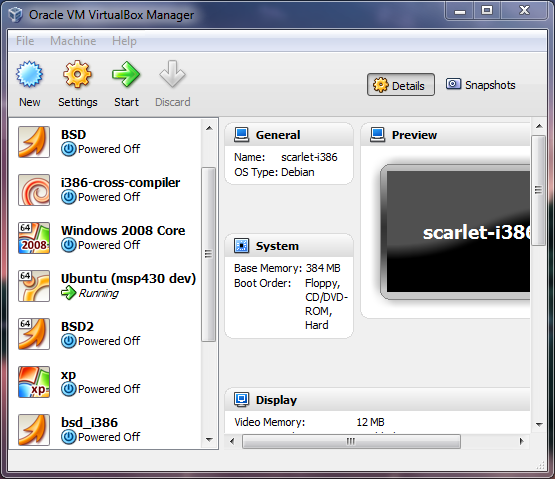 Oracle VM VirtualBox Manager
File Machine Help
New Settings Start Discard Details Snapshots
BSD
Powered Off
i386-cross-compiler
Powered Off
64 2008 Windows 2008 Core
Powered Off
64 Ubuntu (msp430 dev)
Running
64 BSD2
Powered Off
xp xp
Powered Off
bsd_i386
Powered Off
General
Name: scarlet-i386
OS Type: Debian
System
Base Memory: 384 MB
Boot Order: Floppy,
CD/DVD-
ROM,
Hard
Display
Video Memory: 12 MB
Preview
scarlet-i386